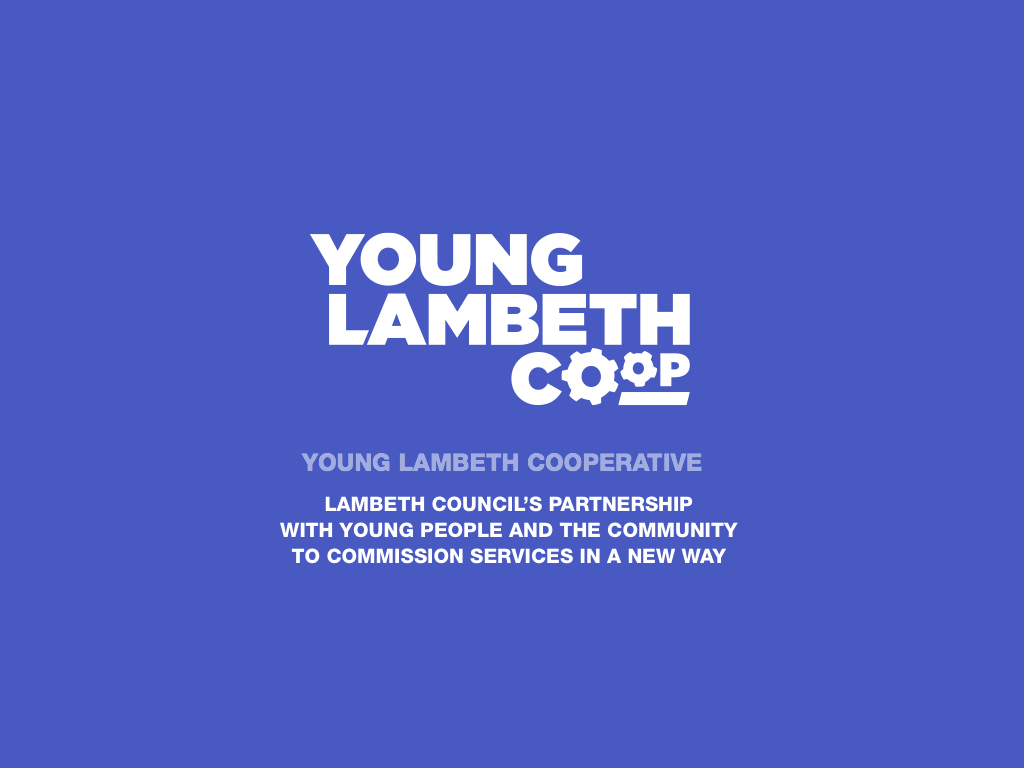 YOUNG
LAMBETH
COOP
YOUNG LAMBETH COOPERATIVE
LAMBETH COUNCIL’S PARTNERSHIP
WITH YOUNG PEOPLE AND THE COMMUNITY
TO COMMISSION SERVICES IN A NEW WAY